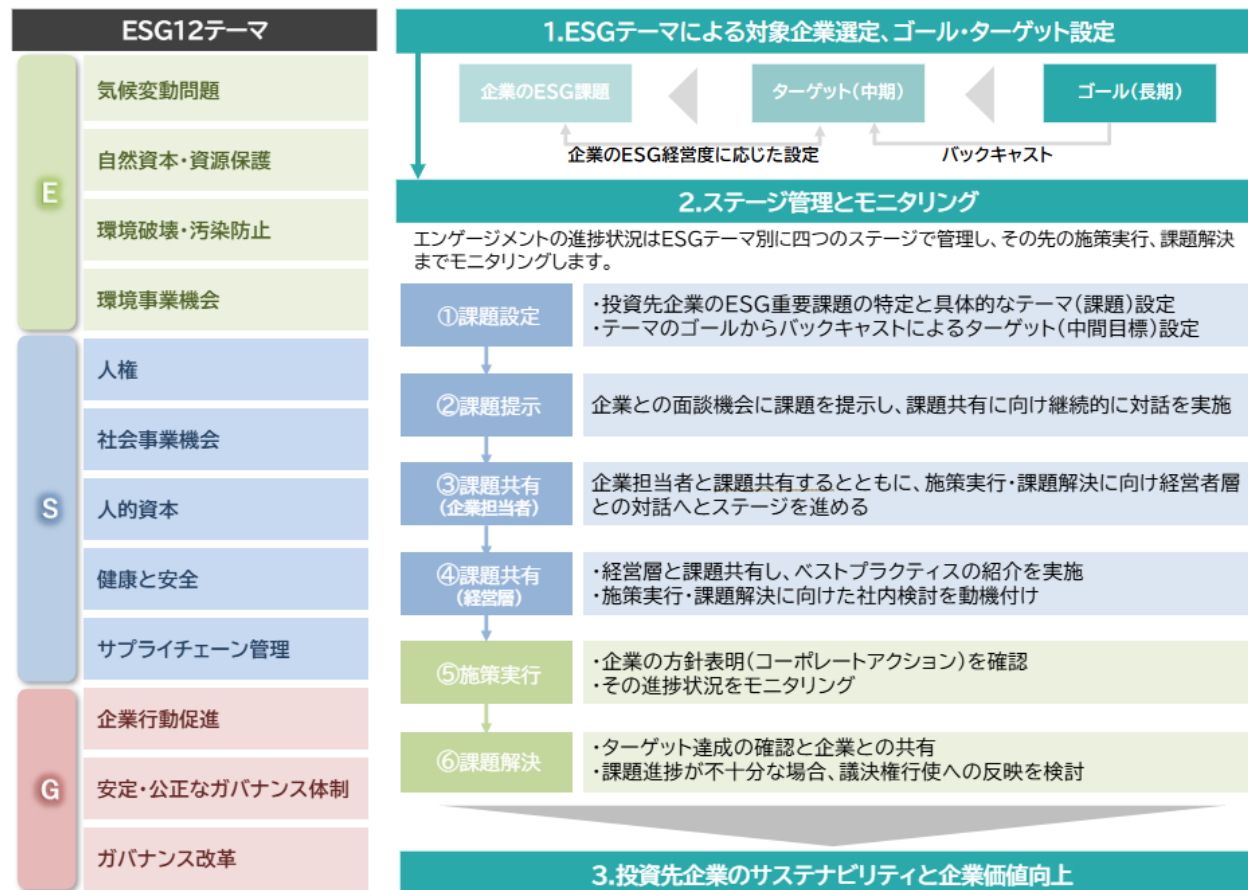 ESG12テーマ
E
気候変動問題
自然資本・資源保護
環境破壊・汚染防止
環境事業機会
S
人権
社会事業機会
人的資本
健康と安全
サプライチェーン管理
G
企業行動促進
安定・公正なガバナンス体制
ガバナンス改革
1.ESGテーマによる対象企業選定、ゴール・ターゲット設定
企業のESG課題
ターゲット(中期)
ゴール(長期)
企業のESG経営度に応じた設定
バックキャスト
2.ステージ管理とモニタリング
エンゲージメントの進捗状況はESGテーマ別に四つのステージで管理し、その先の施策実行、課題解決
までモニタリングします。
①課題設定
・投資先企業のESG重要課題の特定と具体的なテーマ(課題)設定
・テーマのゴールからバックキャストによるターゲット(中間目標)設定
②課題提示
企業との面談機会に課題を提示し、課題共有に向け継続的に対話を実施
③課題共有
(企業担当者)
企業担当者と課題共有するとともに、施策実行・課題解決に向け経営者層
との対話へとステージを進める
④課題共有
(経営層)
・経営層と課題共有し、ベストプラクティスの紹介を実施
・施策実行・課題解決に向けた社内検討を動機付け
⑤施策実行
・企業の方針表明(コーポレートアクション)を確認
・その進捗状況をモニタリング
⑥課題解決
・ターゲット達成の確認と企業との共有
・課題進捗が不十分な場合、議決権行使への反映を検討
3.投資先企業のサステナビリティと企業価値向上